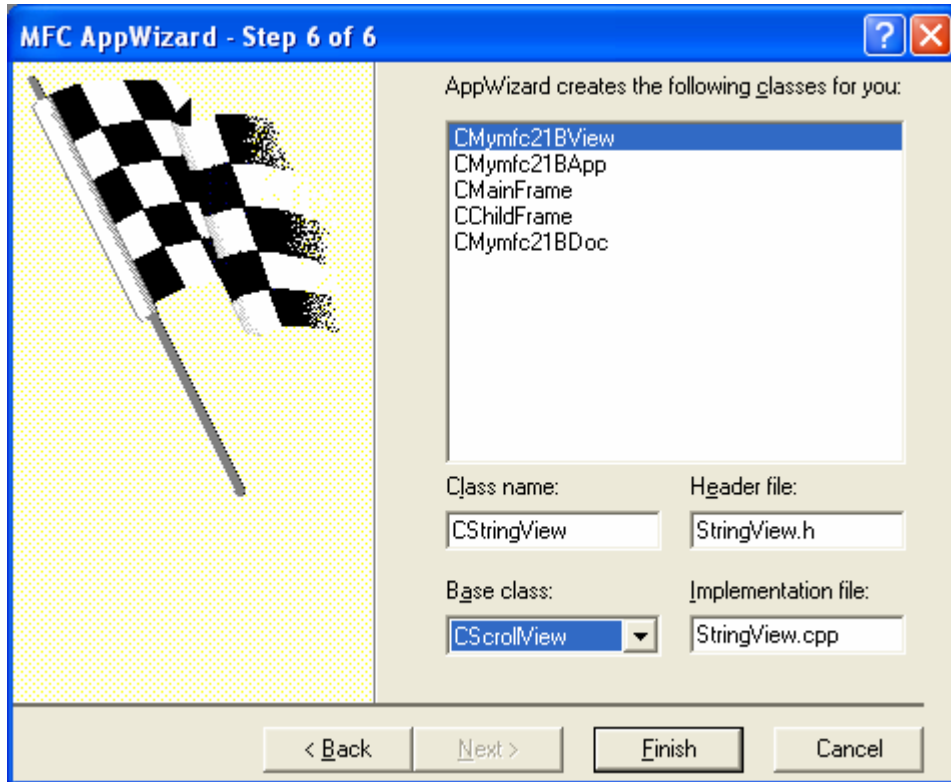 MFC AppWizard - Step 6 of 6
AppWizard creates the following classes for you:
CMymfc21BView
CMymfc21BApp
CMainFrame
CChildFrame
CMymfc21BDoc
Class name:
Header file:
CStringView
StringView.h
Base class:
Implementation file:
CScrollView
StringView.cpp
< Back
Next >
Finish
Cancel